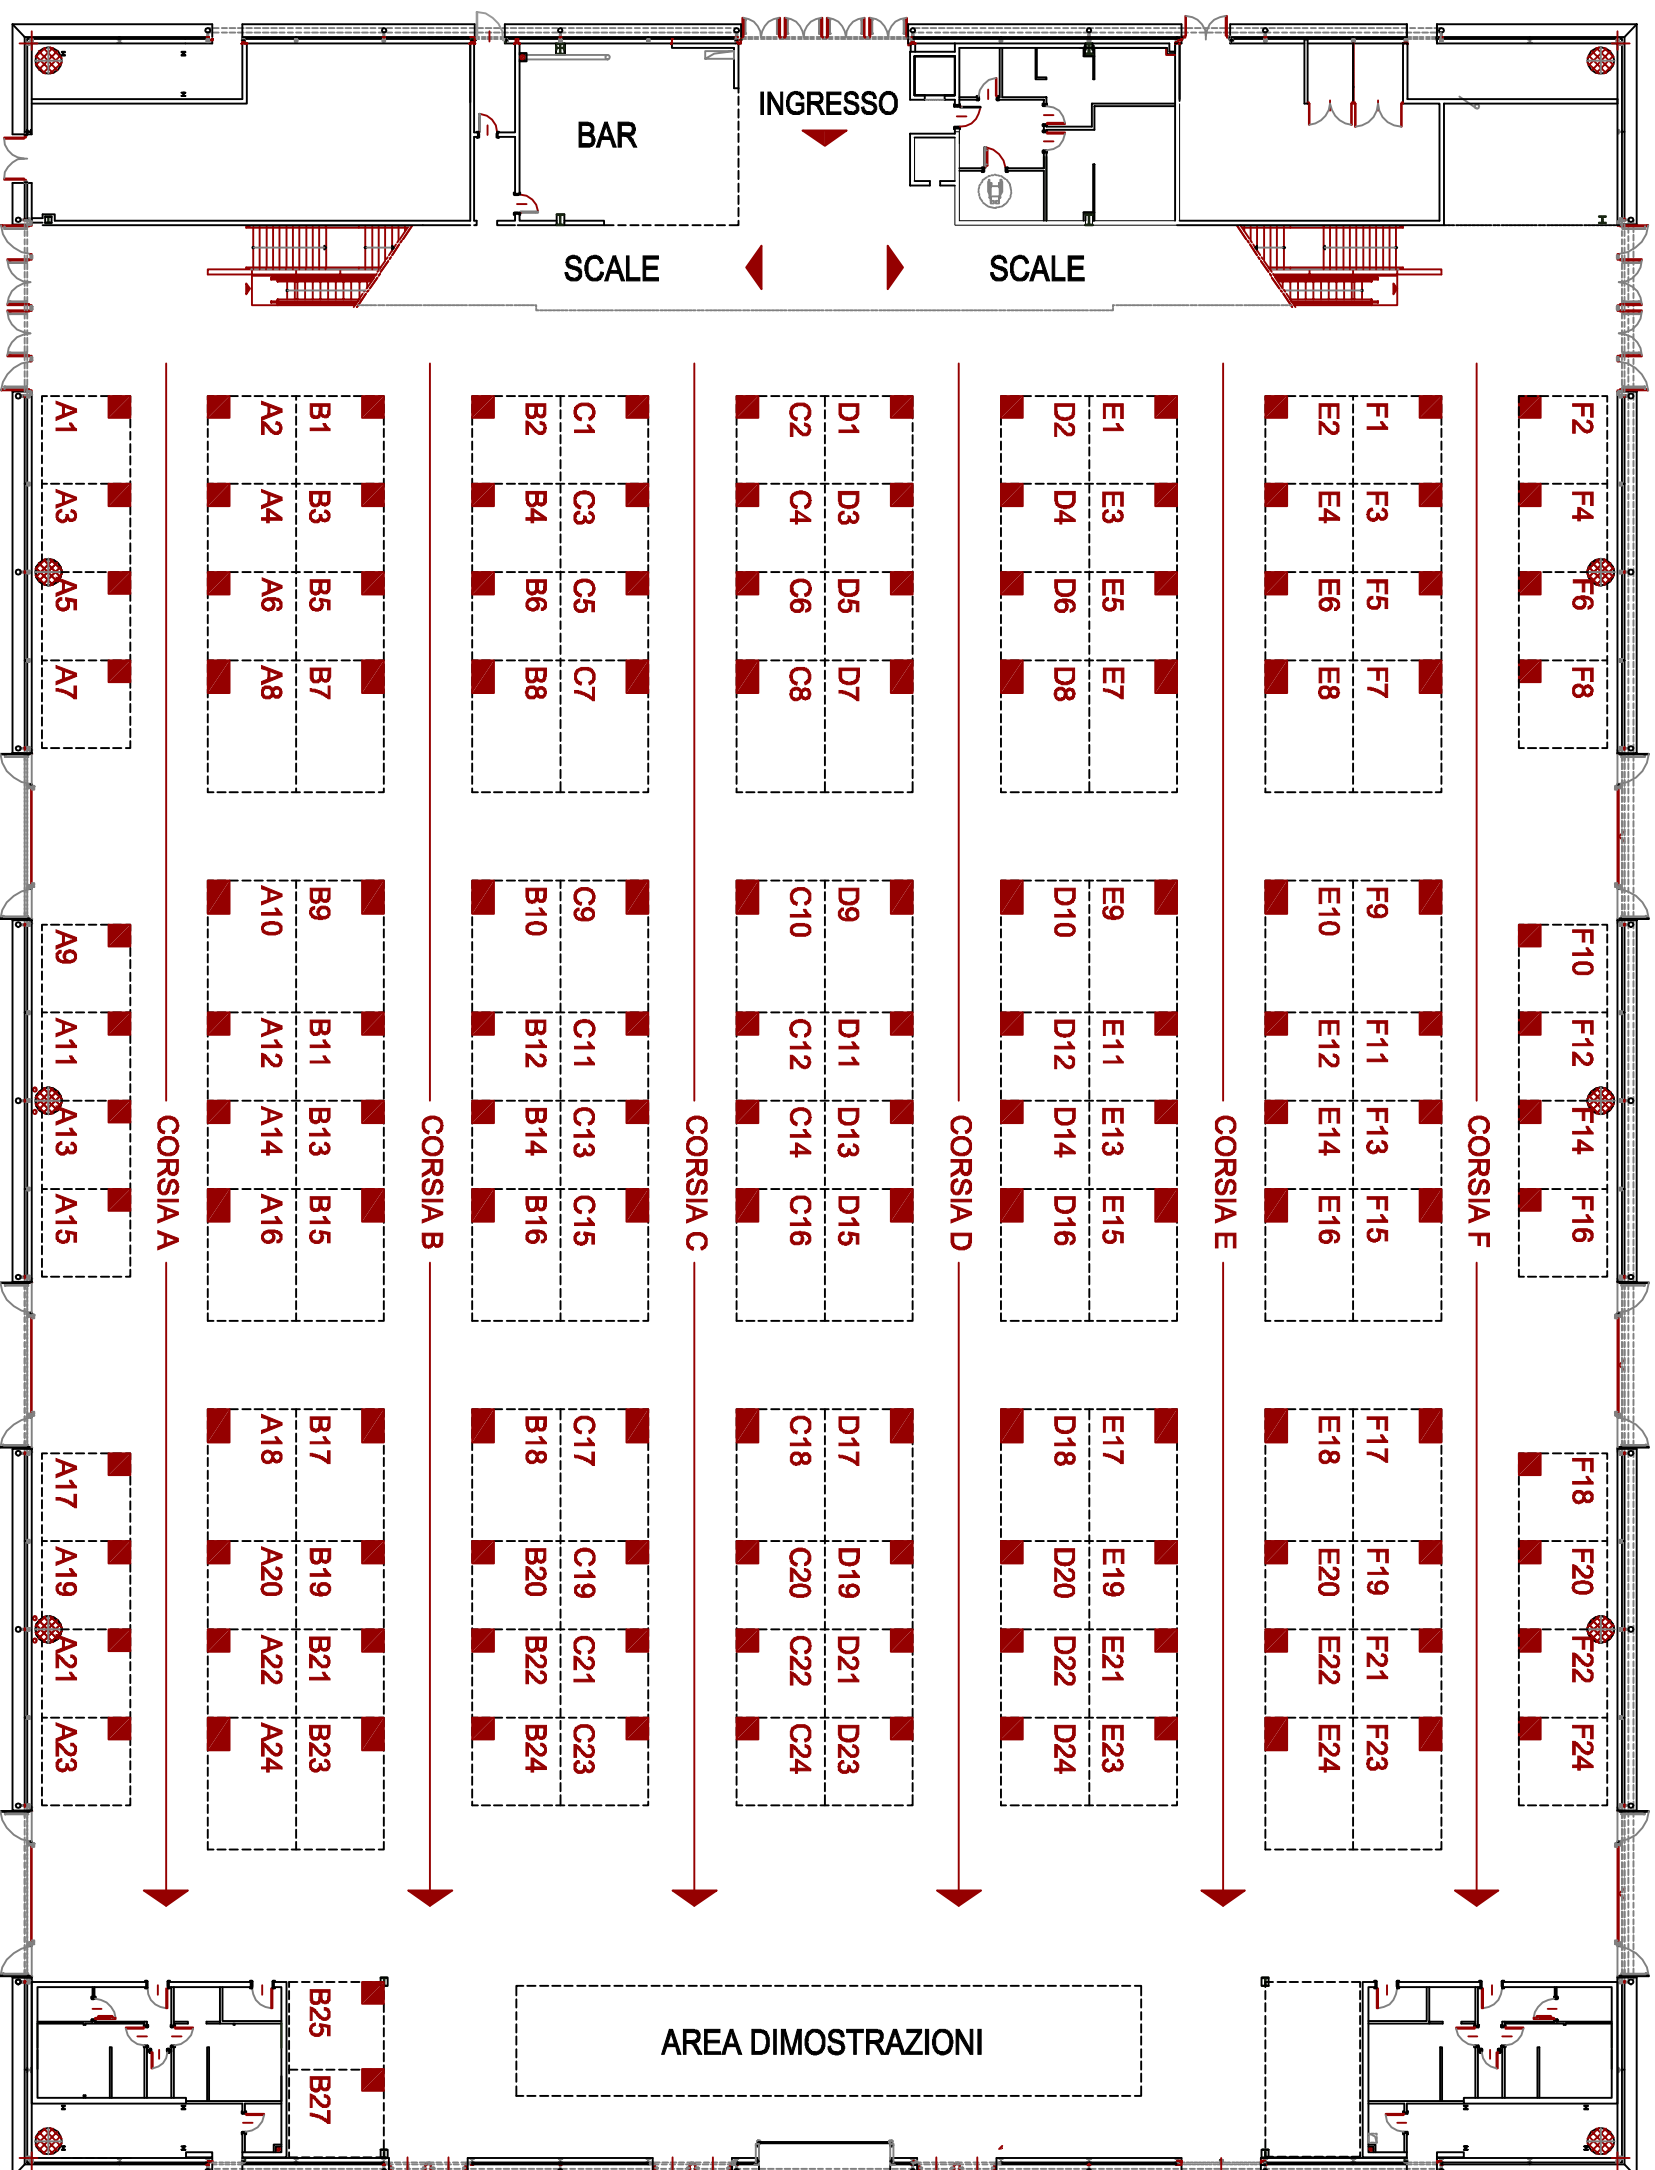 INGRESSO
BAR
SCALE
SCALE
A1 A2 B1 B2 C1 C2 D1 D2 E1 E2 F1 F2
A3 A4 B3 B4 C3 C4 D3 D4 E3 E4 F3 F4
A5 A6 B5 B6 C5 C6 D5 D6 E5 E6 F5 F6
A7 A8 B7 B8 C7 C8 D7 D8 E7 E8 F7 F8
A9 A10 B9 B10 C9 C10 D9 D10 E9 E10 F9 F10
A11 A12 B11 B12 C11 C12 D11 D12 E11 E12 F11 F12
A13 A14 B13 B14 C13 C14 D13 D14 E13 E14 F13 F14
CORSIA A
CORSIA B
CORSIA C
CORSIA D
CORSIA E
CORSIA F
A15 A16 B15 B16 C15 C16 D15 D16 E15 E16 F15 F16
A17 A18 B17 B18 C17 C18 D17 D18 E17 E18 F17 F18
A19 A20 B19 B20 C19 C20 D19 D20 E19 E20 F19 F20
A21 A22 B21 B22 C21 C22 D21 D22 E21 E22 F21 F22
A23 A24 B23 B24 C23 C24 D23 D24 E23 E24 F23 F24
B25
AREA DIMOSTRAZIONI
B27